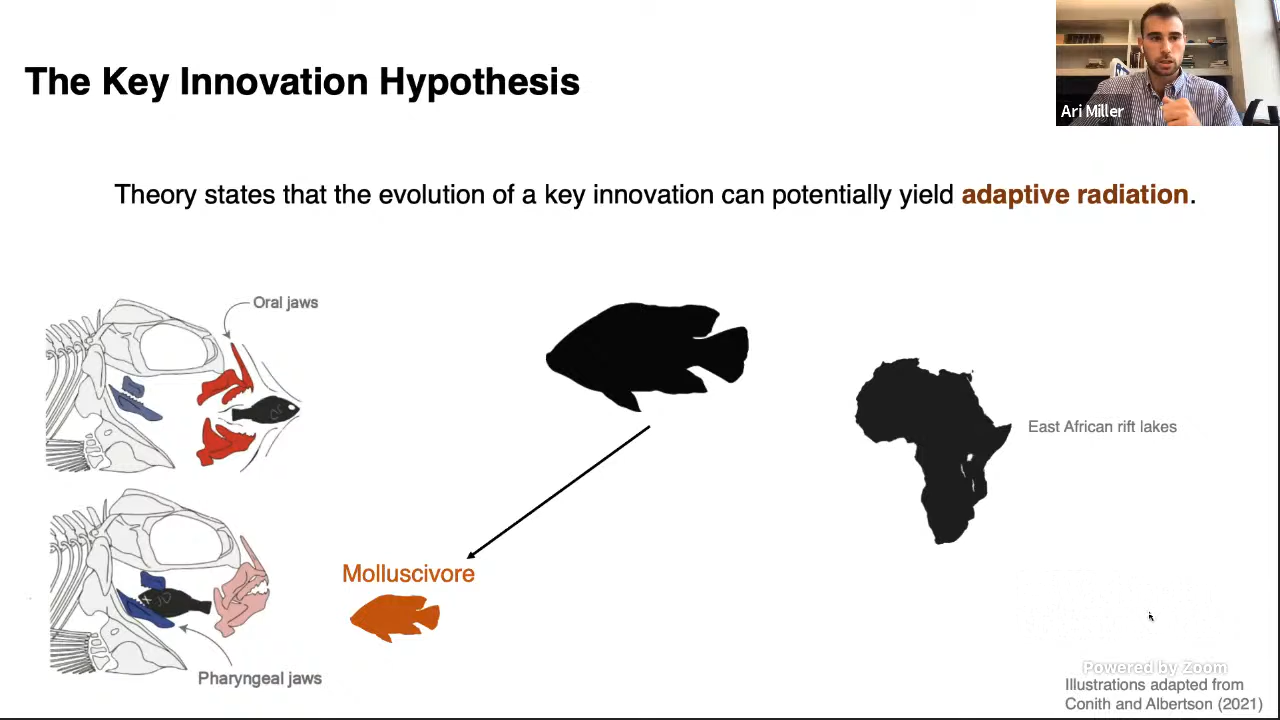 The Key Innovation Hypothesis
Ari Miller
Theory states that the evolution of a key innovation can potentially yield adaptive radiation.
Oral jaws
East African rift lakes
Molluscivore
Pharyngeal jaws
Powered by Zoom
Illustrations adapted from
Conith and Albertson (2021)